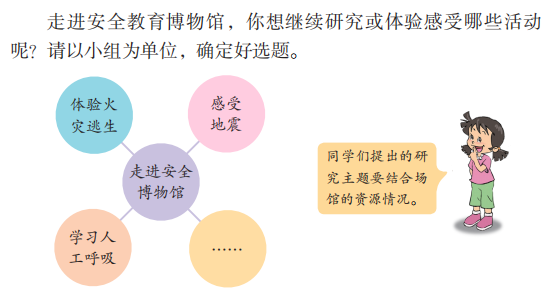 走进安全教育博物馆，你想继续研究或体验感受哪些活动
呢？请以小组为单位，确定好选题。
体验火
灾逃生
感受
地震
走进安全
博物馆
同学们提出的研
究主题要结合场
馆的资源情况。
学习人
工呼吸
……